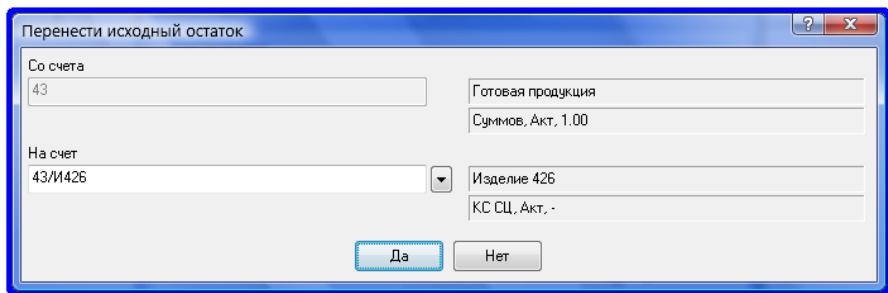 Перенести исходный остаток
?
Со счета
43
Готовая продукция
Суммов, Акт, 1.00
На счет
43/И426
Изделие 426
КС СЦ, Акт, -
Да
Нет